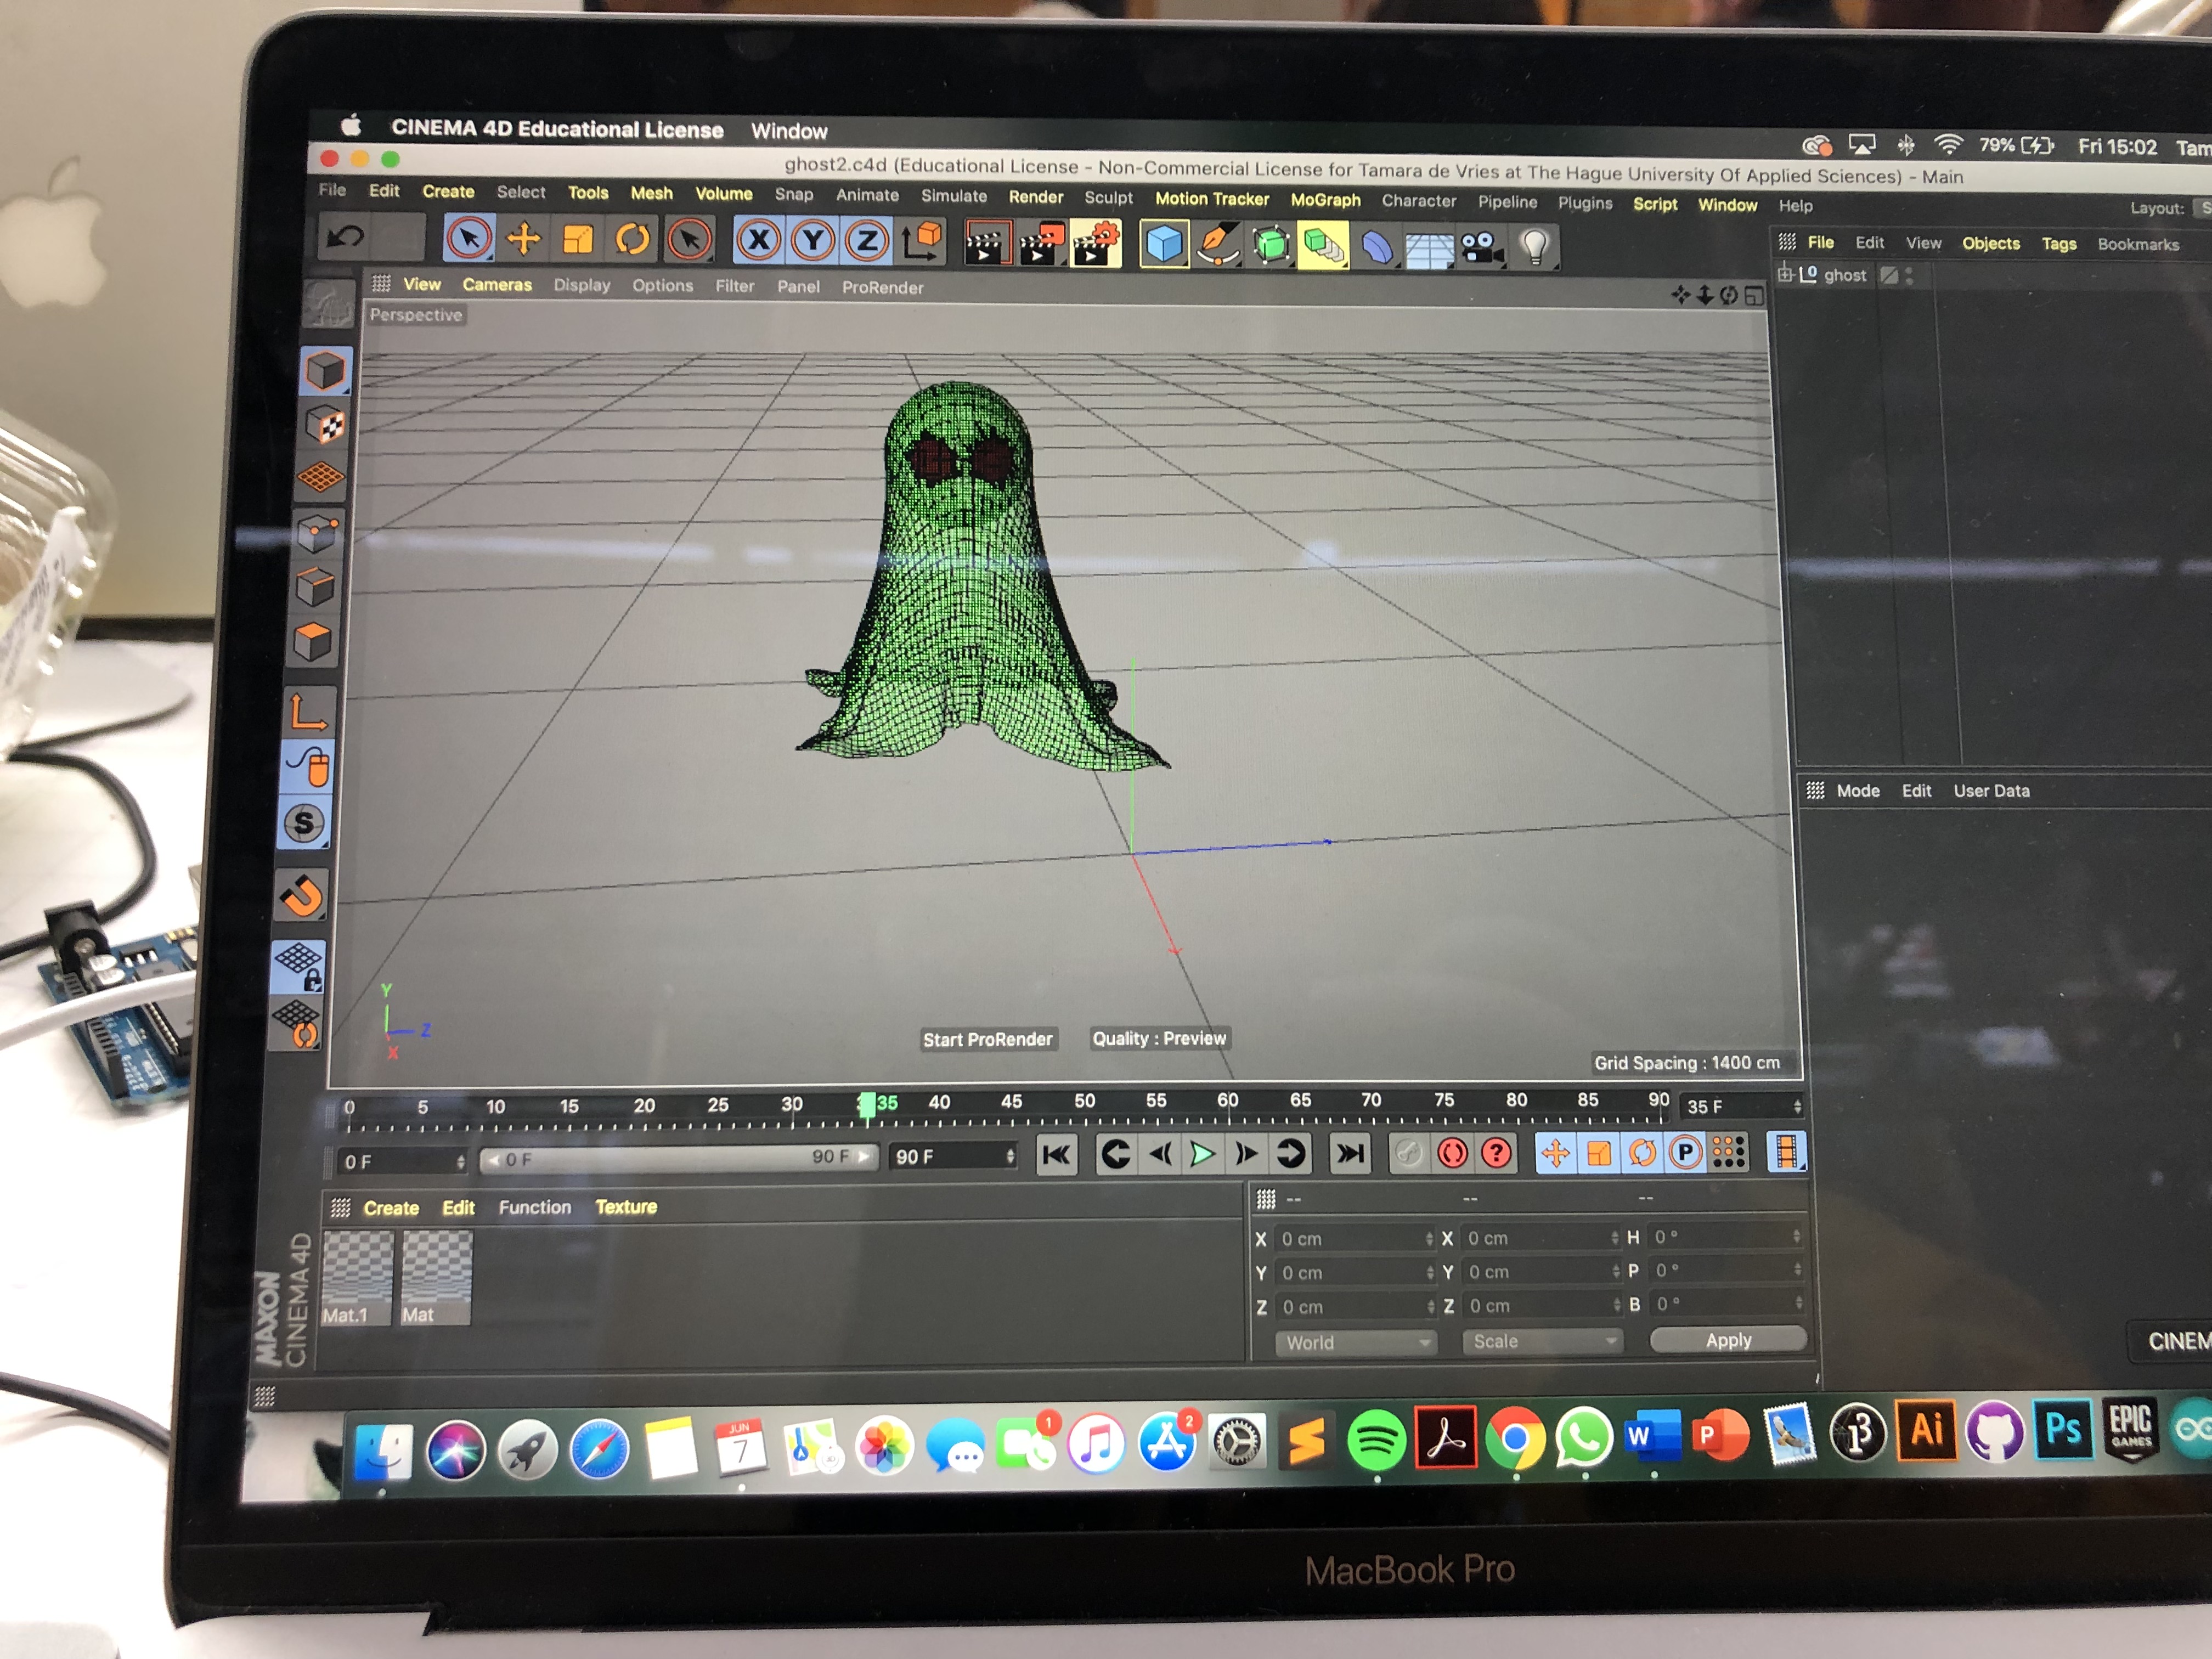 CINEMA 4D Educational License Window 79% Fri 15:02 Tam
ghost2.c4d (Educational License - Non-Commercial License for Tamara de Vries at The Hague University Of Applied Sciences) - Main
File Edit Create Select Tools Mesh Volume Snap Animate Simulate Render Sculpt Motion Tracker MoGraph Character Pipeline Plugins Script Window Help Layout: S
X Y Z
File Edit View Objects Tags Bookmarks
View Cameras Display Options Filter Panel ProRender
ghost
Perspective
Mode Edit User Data
S
Y
Z
X
Start ProRender Quality : Preview
Grid Spacing : 1400 cm
0 5 10 15 20 25 30 35 40 45 50 55 60 65 70 75 80 85 90 35 F
0 F 0 F 90 F 90 F ? P
Create Edit Function Texture
-- -- --
X 0 cm X 0 cm H 0 °
Y 0 cm Y 0 cm P 0 °
Z 0 cm Z 0 cm B 0 °
World Scale Apply
Mat.1 Mat
MAXON
CINEMA 4D
CINEM
JUN
7
1
2
W
P
Ai
Ps
EPIC
GAMES
MacBook Pro